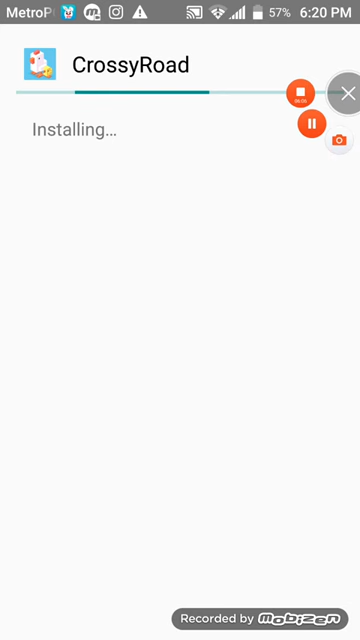 MetroP 57% 6:20 PM
CrossyRoad
Installing...
Recorded by MOBIZEN